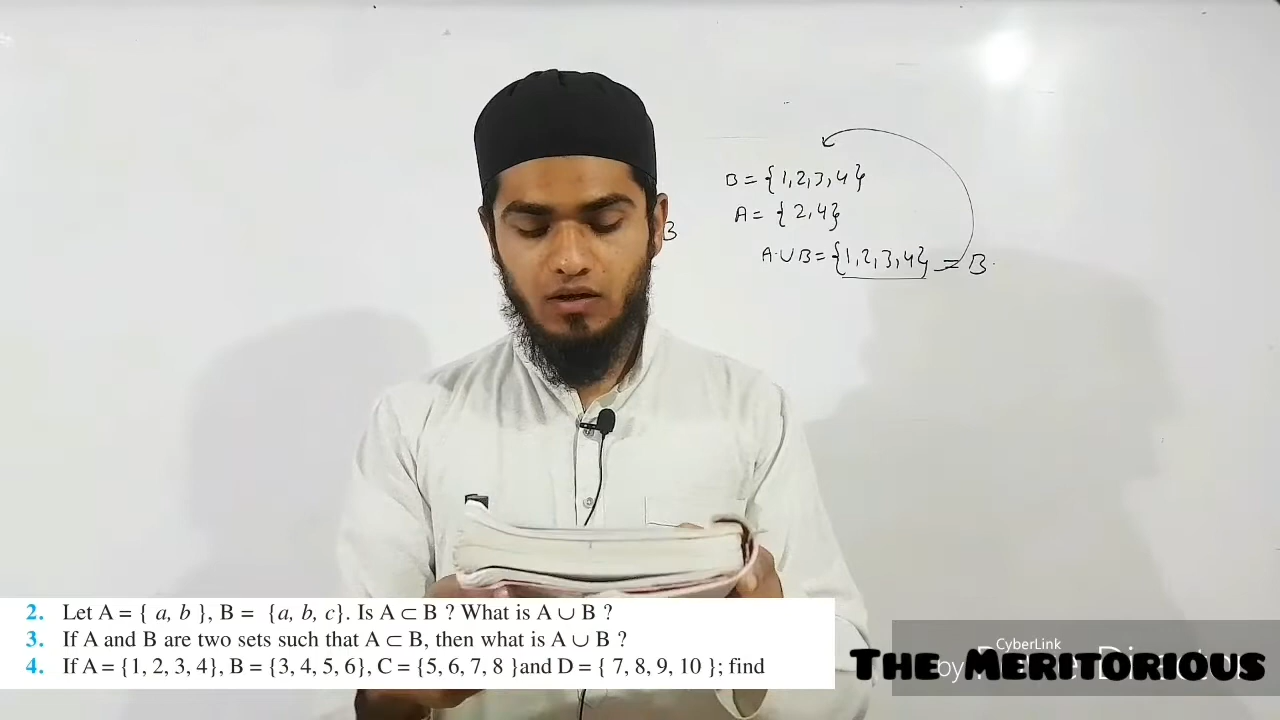 B = {1,2,3,4}
A = {2,4}
B
A∪B = {1,2,3,4} = B
2. Let A = { a, b }, B = {a, b, c}. Is A ⊂ B ? What is A ∪ B ?
3. If A and B are two sets such that A ⊂ B, then what is A ∪ B ?
4. If A = {1, 2, 3, 4}, B = {3, 4, 5, 6}, C = {5, 6, 7, 8 }and D = { 7, 8, 9, 10 }; find
CyberLink
by
The Meritorious